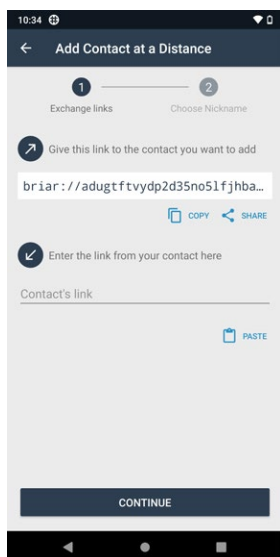 10:34
Add Contact at a Distance
1
2
Exchange links
Choose Nickname
Give this link to the contact you want to add
briar://adugtftvydp2d35no5lfjhba…
COPY
SHARE
Enter the link from your contact here
Contact's link
PASTE
CONTINUE